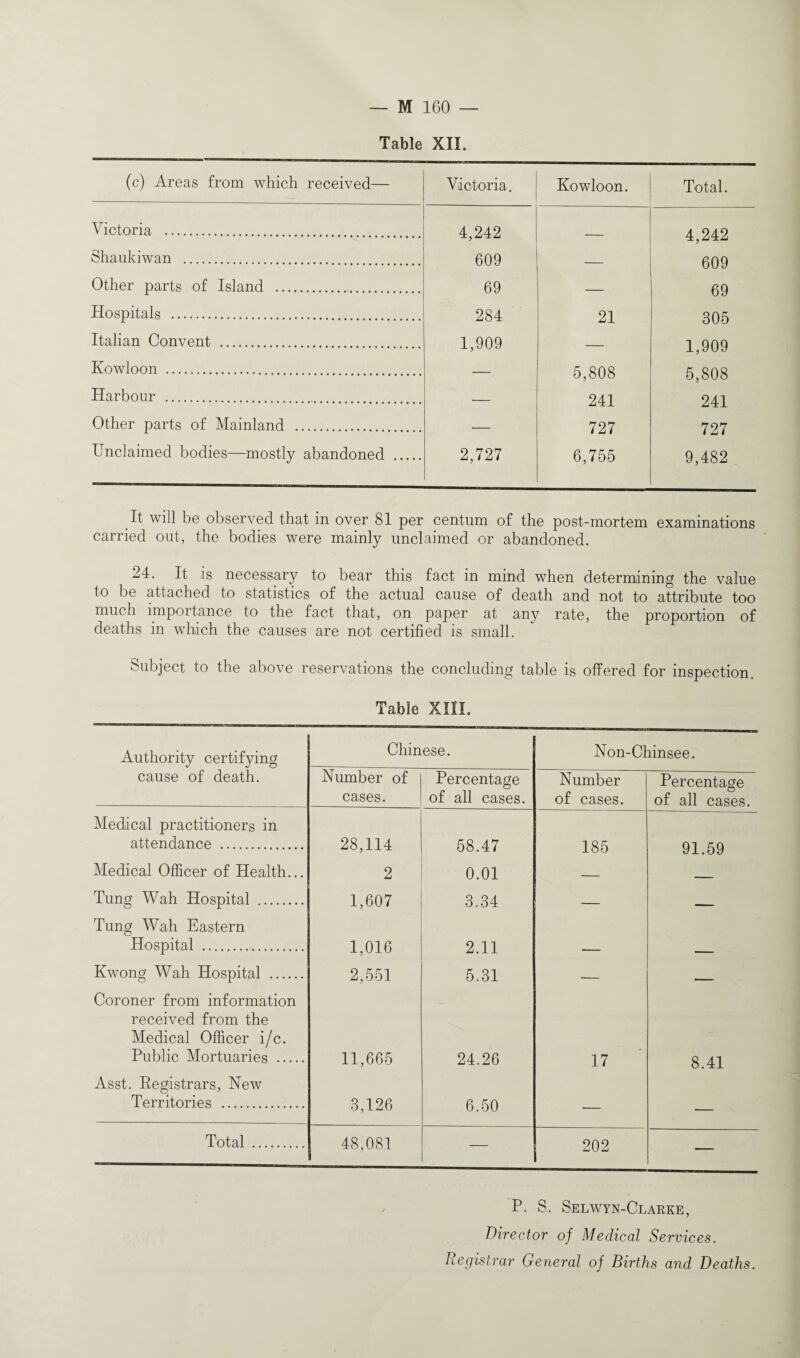 — M 160 —
Table XII.
(c) Areas from which received— Victoria. Kowloon. Total.
Victoria ..... 4,242 — 4,242
Shaukiwan ..... 609 — 609
Other parts of Island ..... 69 — 69
Hospitals ..... 284 21 305
Italian Convent ..... 1,909 — 1,909
Kowloon ..... — 5,808 5,808
Harbour ..... — 241 241
Other parts of Mainland ..... — 727 727
Unclaimed bodies—mostly abandoned ..... 2,727 6,755 9,482
It will be observed that in over 81 per centum of the post-mortem examinations
carried out, the bodies were mainly unclaimed or abandoned.
24. It is necessary to bear this fact in mind when determining the value
to be attached to statistics of the actual cause of death and not to attribute too
much importance to the fact that, on paper at any rate, the proportion of
deaths in which the causes are not certified is small.
Subject to the above reservations the concluding table is offered for inspection.
Table XIII.
Authority certifying Chinese. Non-Chinsee.
cause of death. Number of Percentage Number Percentage
cases. of all cases. of cases. of all cases.
Medical practitioners in
attendance ..... 28,114 58.47 185 91.59
Medical Officer of Health... 2 0.01 — —
Tung Wah Hospital ..... 1,607 3.34 — —
Tung Wah Eastern
Hospital ..... 1,016 2.11 — —
Kwong Wah Hospital ...... 2,551 5.31 — —
Coroner from information
received from the
Medical Officer i/c.
Public Mortuaries ..... 11,665 24.26 17 8.41
Asst. Registrars, New
Territories ..... 3,126 6.50 — —
Total ..... 48,081 — 202 —
P. S. Selwyn-Clarke,
Director of Medical Services.
Registrar General of Births and Deaths.